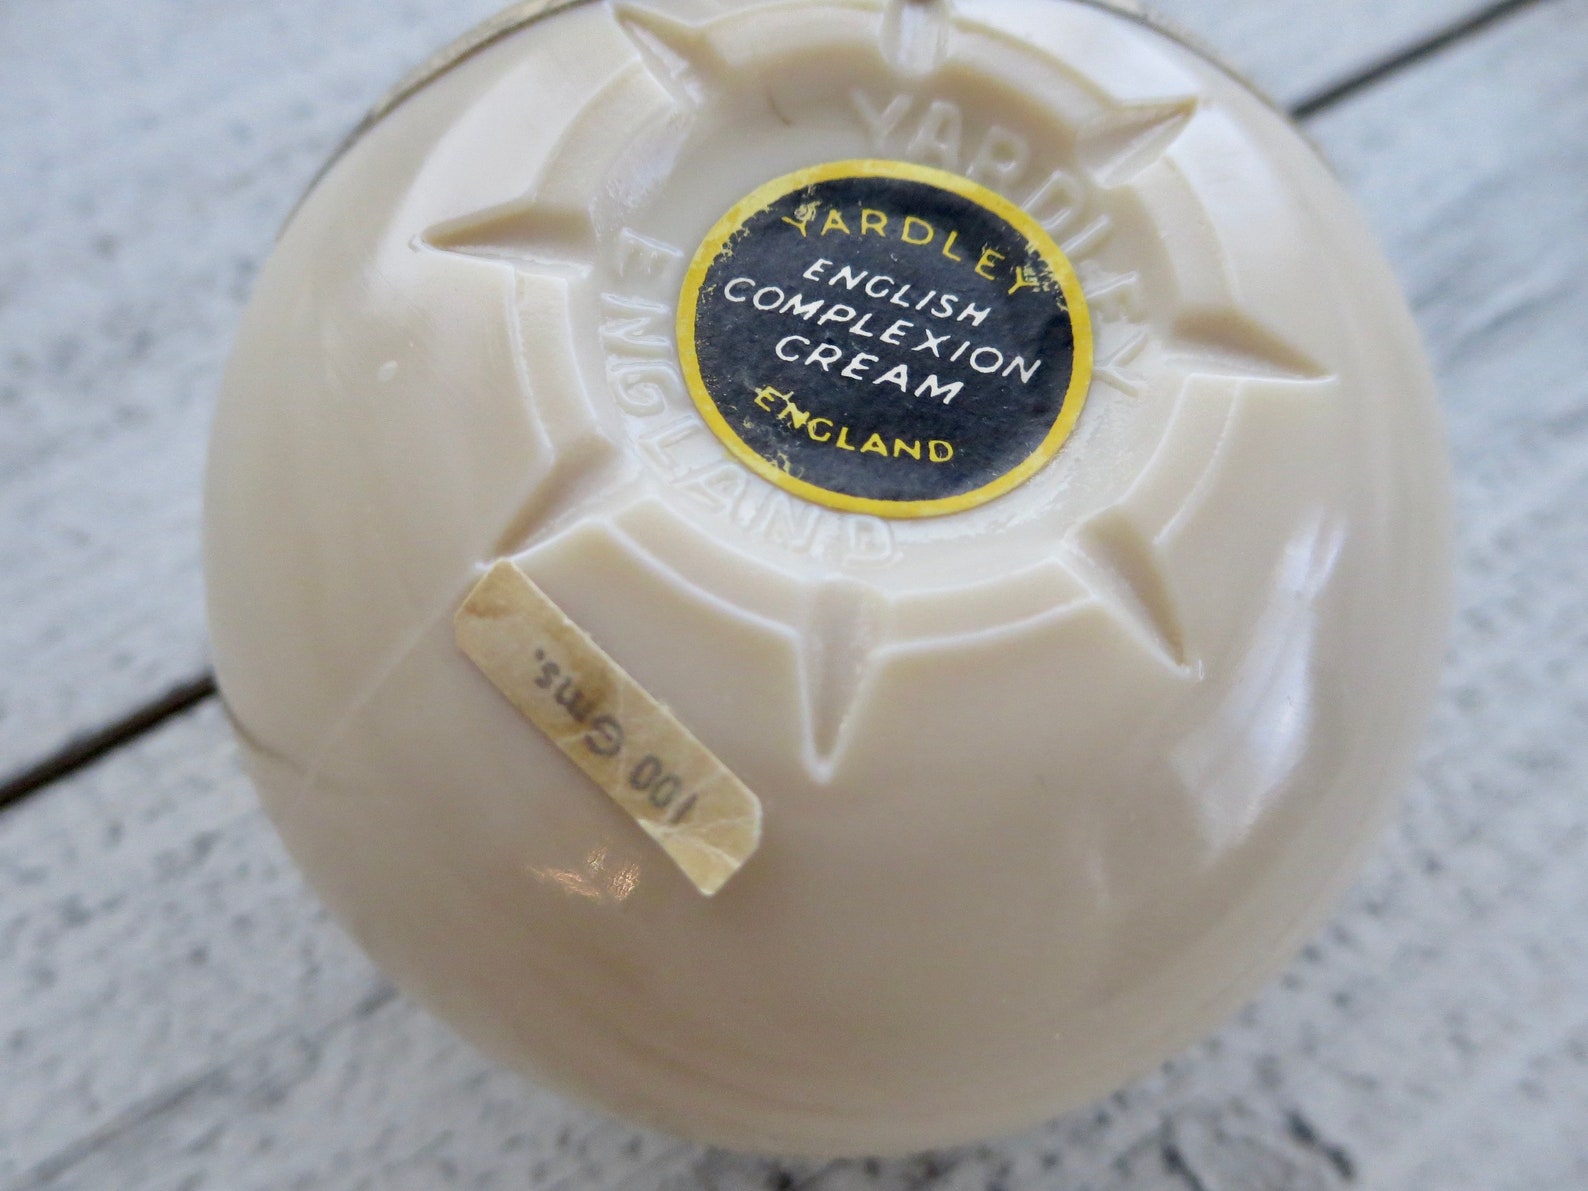 YARDLEY
YARDLEY
ENGLISH
COMPLEXION
CREAM
ENGLAND
ENGLAND
100 Gms.